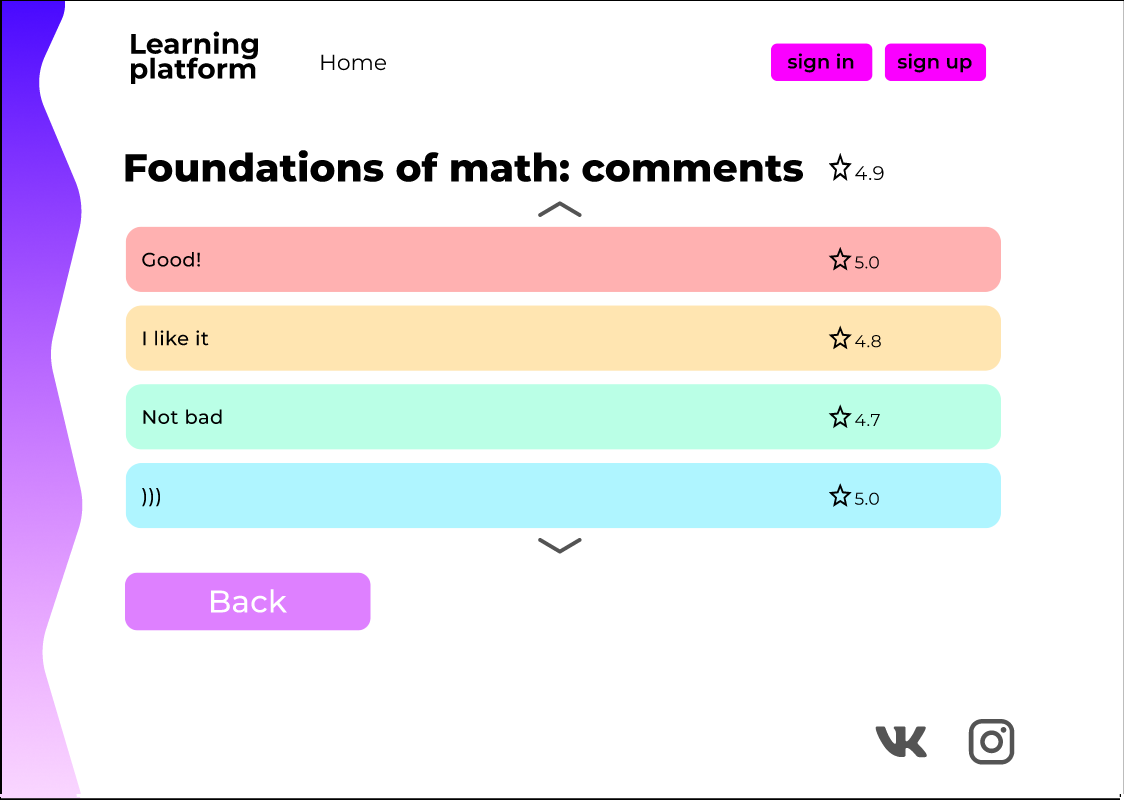 Learning
platform
Home
sign in
sign up
Foundations of math: comments
4.9
Good!
5.0
I like it
4.8
Not bad
4.7
)))
5.0
Back